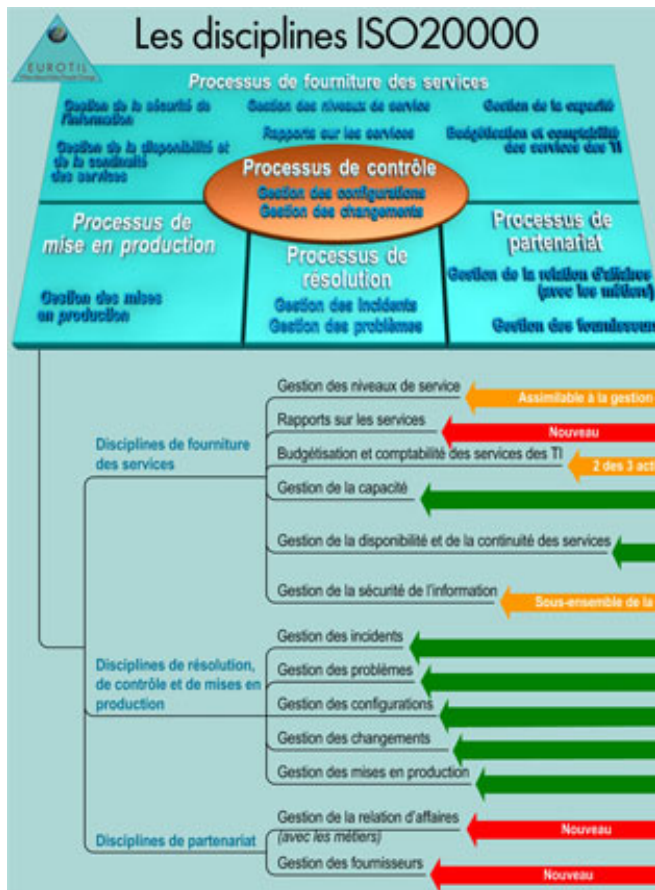 Les disciplines ISO20000
EUROTIL
Processus de fourniture des services
Gestion de la sécurité de
l'information
Gestion des niveaux de service
Gestion de la capacité
Rapports sur les services
Budgétisation et comptabilité
des services des TI
Gestion de la disponibilité et
de la continuité
des services
Processus de contrôle
Gestion des configurations
Gestion des changements
Processus de
mise en production
Gestion des mises
en production
Processus de
résolution
Gestion des incidents
Gestion des problèmes
Processus de
partenariat
Gestion de la relation d'affaires
(avec les métiers)
Gestion des fournisseurs
Disciplines de fourniture
des services
Gestion des niveaux de service
Assimilable à la gestion
Rapports sur les services
Nouveau
Budgétisation et comptabilité des services des TI
2 des 3 acti
Gestion de la capacité
Gestion de la disponibilité et de la continuité des services
Gestion de la sécurité de l'information
Sous-ensemble de la
Disciplines de résolution,
de contrôle et de mises en
production
Gestion des incidents
Gestion des problèmes
Gestion des configurations
Gestion des changements
Gestion des mises en production
Disciplines de partenariat
Gestion de la relation d'affaires
(avec les métiers)
Nouveau
Gestion des fournisseurs
Nouveau